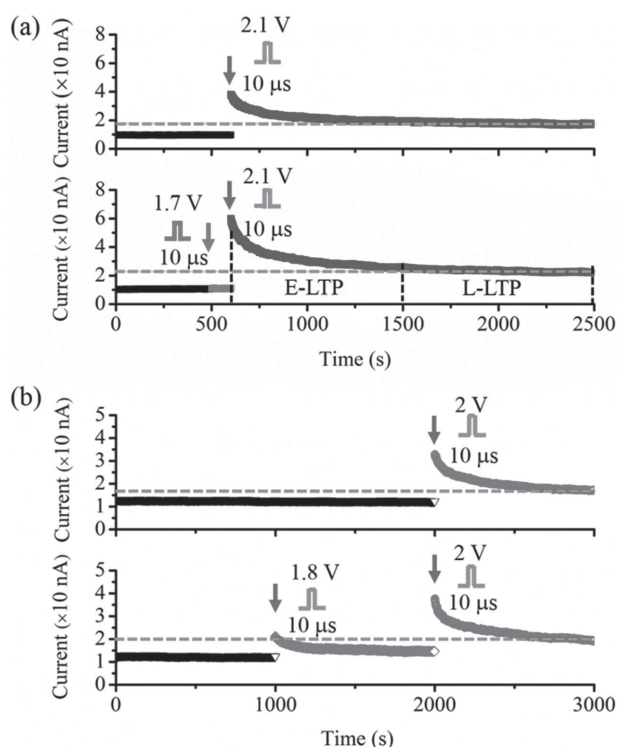 (a)
2.1 V
10 μs
Current (×10 nA)
8
6
4
2
0
2.1 V
1.7 V
10 μs
10 μs
E-LTP
L-LTP
Current (×10 nA)
8
6
4
2
0
0 500 1000 1500 2000 2500
Time (s)
(b)
2 V
10 μs
Current (×10 nA)
5
4
3
2
1
0
2 V
1.8 V
10 μs
10 μs
Current (×10 nA)
5
4
3
2
1
0
0 1000 2000 3000
Time (s)